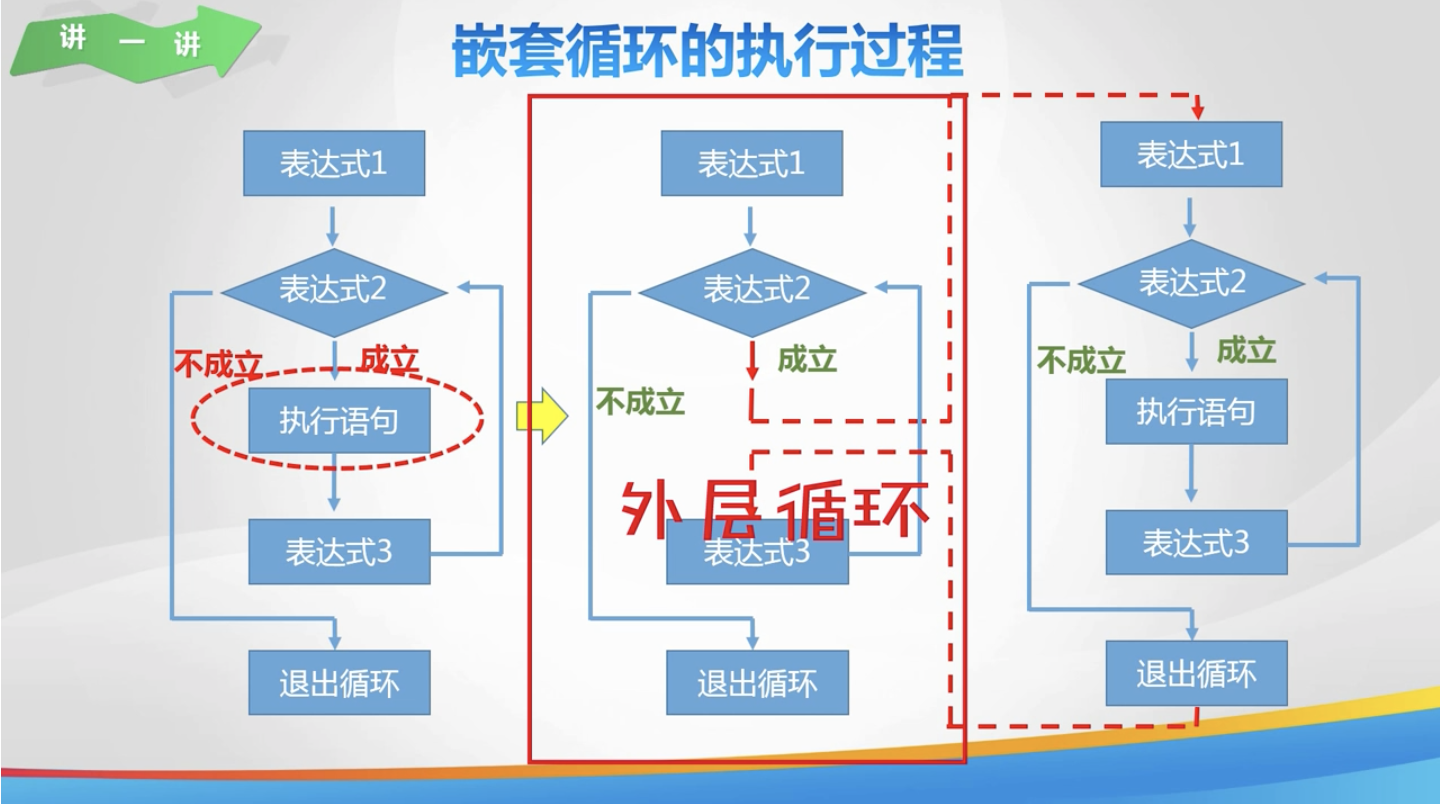 讲一讲
嵌套循环的执行过程
表达式1
表达式2
不成立
成立
执行语句
表达式3
退出循环
表达式1
表达式2
成立
不成立
外层循环
表达式3
退出循环
表达式1
表达式2
不成立
成立
执行语句
表达式3
退出循环